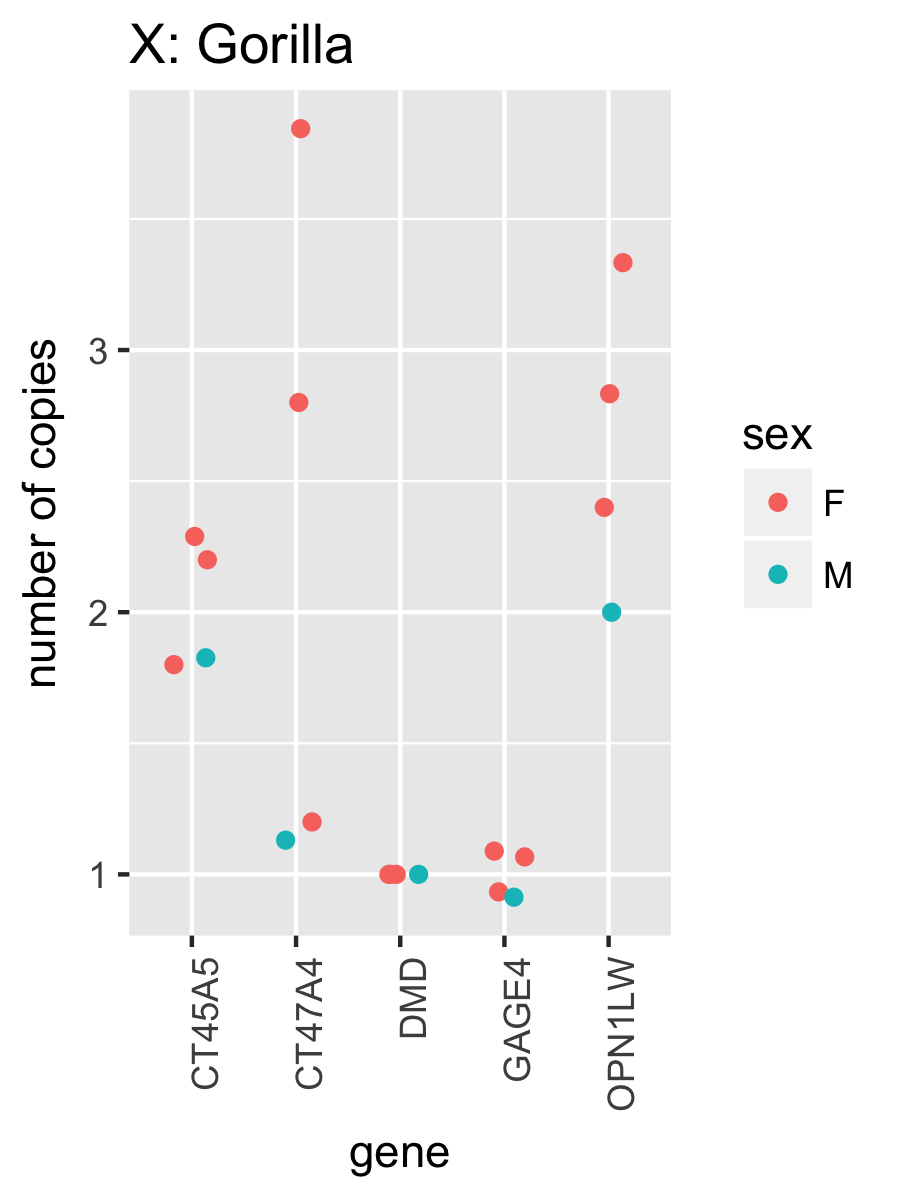 X: Gorilla
number of copies
3
2
1
CT45A5
CT47A4
DMD
GAGE4
OPN1LW
gene
sex
F
M